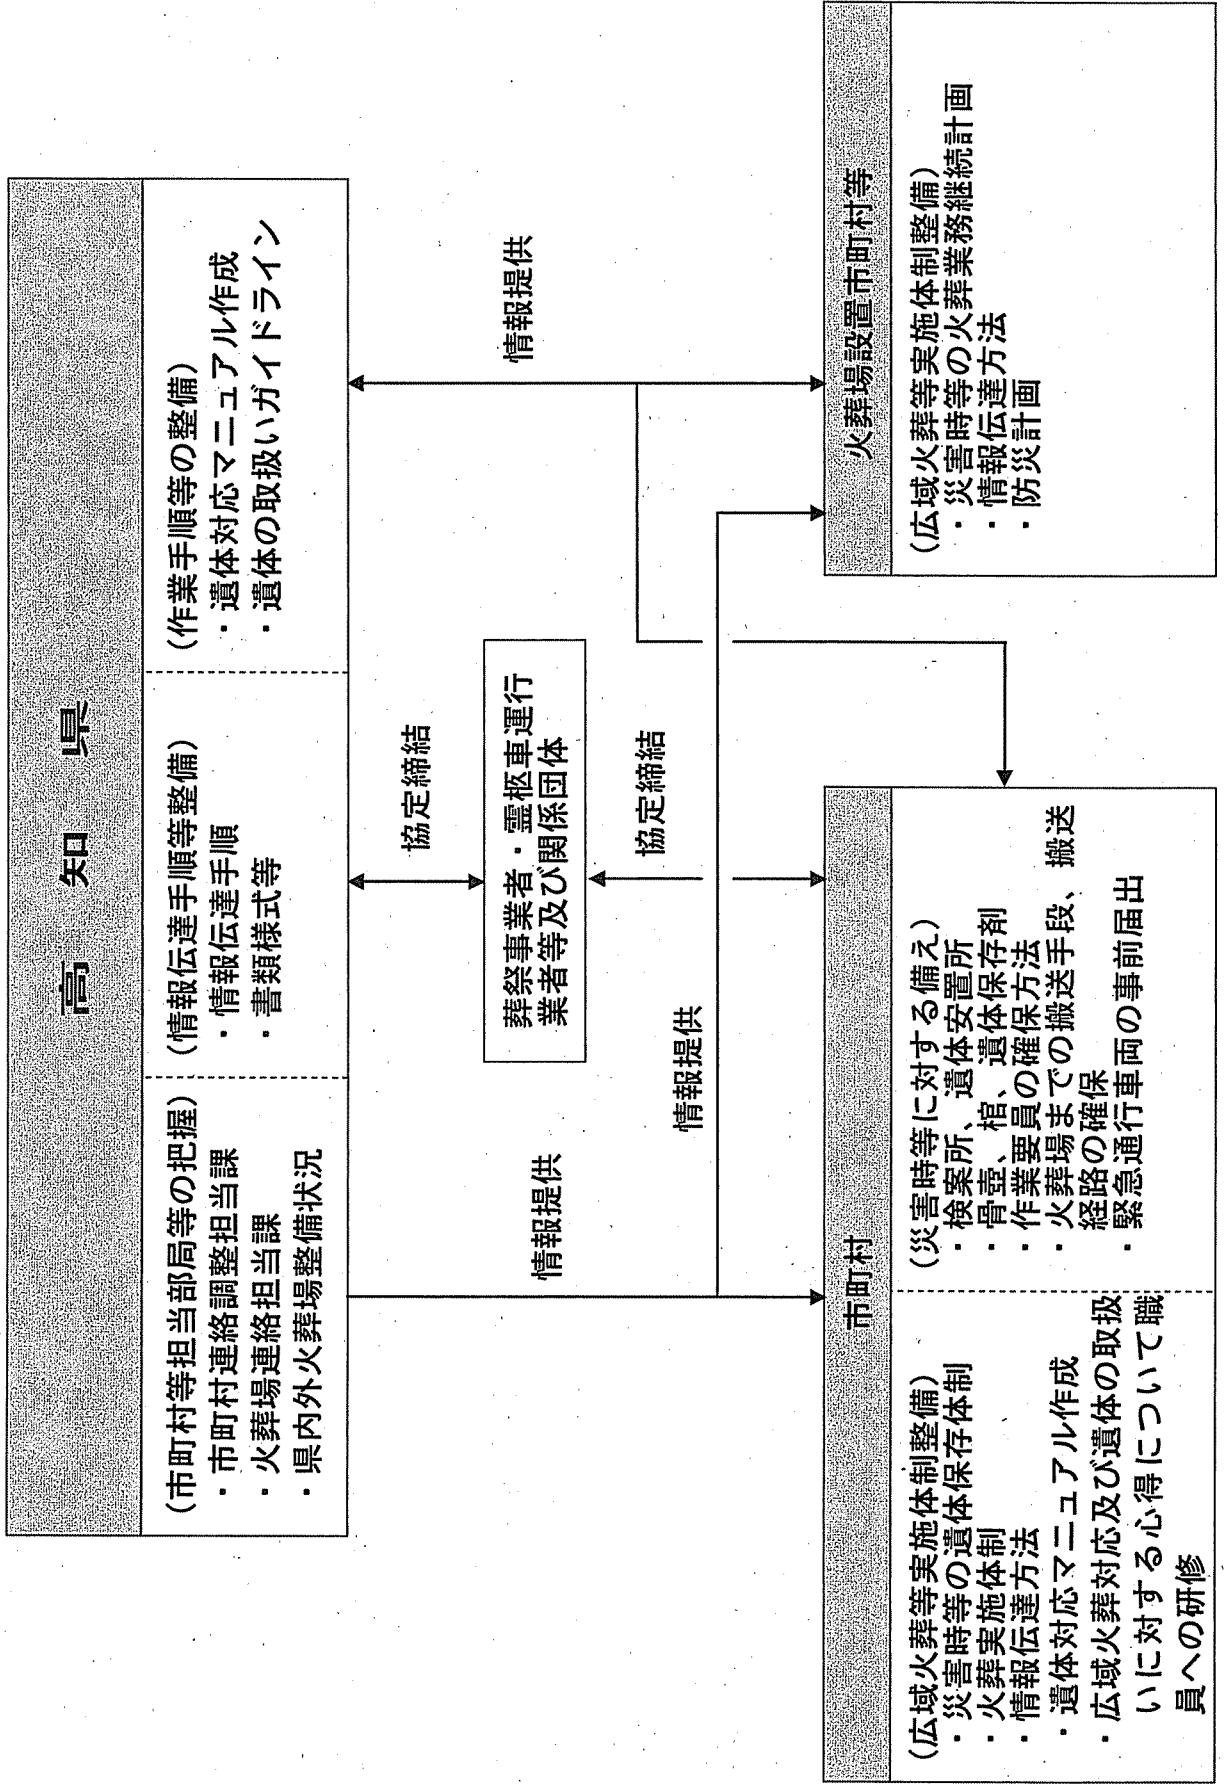 高　知　県
（市町村等担当部局等の把握）
・市町村連絡調整担当課
・火葬場連絡担当課
・県内外火葬場整備状況
（情報伝達手順等整備）
・情報伝達手順
・書類様式等
（作業手順等の整備）
・遺体対応マニュアル作成
・遺体の取扱いガイドライン
情報提供
協定締結
情報提供
葬祭事業者・霊柩車運行
業者等及び関係団体
情報提供
協定締結
市町村
（広域火葬等実施体制整備）
・災害時等の遺体保存体制
・火葬実施体制
・情報伝達方法
・遺体対応マニュアル作成
・広域火葬対応及び遺体の取扱
いに対する心得について職
員への研修
（災害時等に対する備え）
・検案所、遺体安置所
・骨壺、棺、遺体保存剤
・作業要員の確保方法
・火葬場までの搬送手段、搬送
経路の確保
・緊急通行車両の事前届出
火葬場設置市町村等
（広域火葬等実施体制整備）
・災害時等の火葬業務継続計画
・情報伝達方法
・防災計画